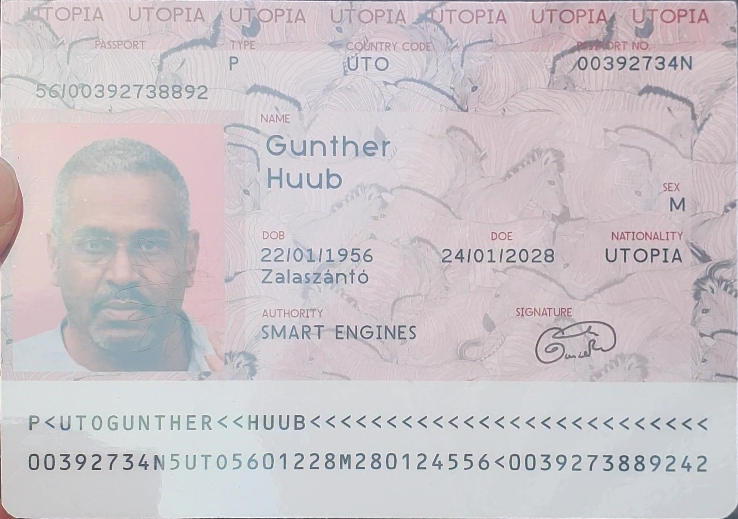 UTOPIA UTOPIA UTOPIA UTOPIA UTOPIA UTOPIA UTOPIA
PASSPORT TYPE COUNTRY CODE PASSPORT NO.
P UTO 00392734N
56/00392738892
NAME
Gunther
Huub
SEX
M
DOB DOE NATIONALITY
22/01/1956 24/01/2028 UTOPIA
Zalaszántó
AUTHORITY SIGNATURE
SMART ENGINES
P<UTOGUNTHER<<HUUB<<<<<<<<<<<<<<<<<<<<<<<<<<
00392734N5UTO5601228M280124556<0039273889242